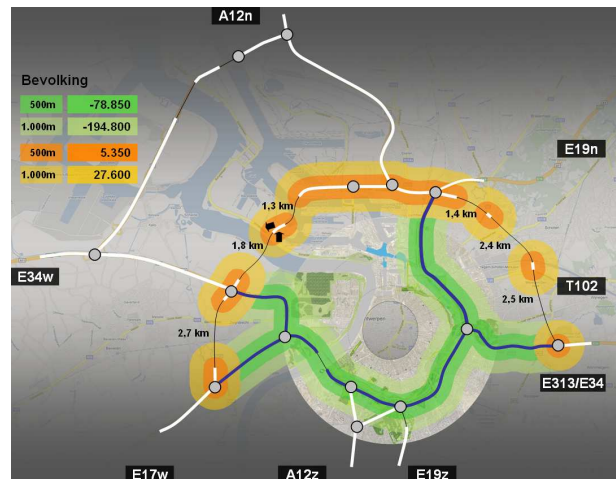 A12n
Bevolking
500m -78.850
1.000m -194.800
500m 5.350
1.000m 27.600
E19n
1,3 km
1,4 km
1,8 km
2,4 km
E34w
T102
2,5 km
2,7 km
E313/E34
E17w
A12z
E19z